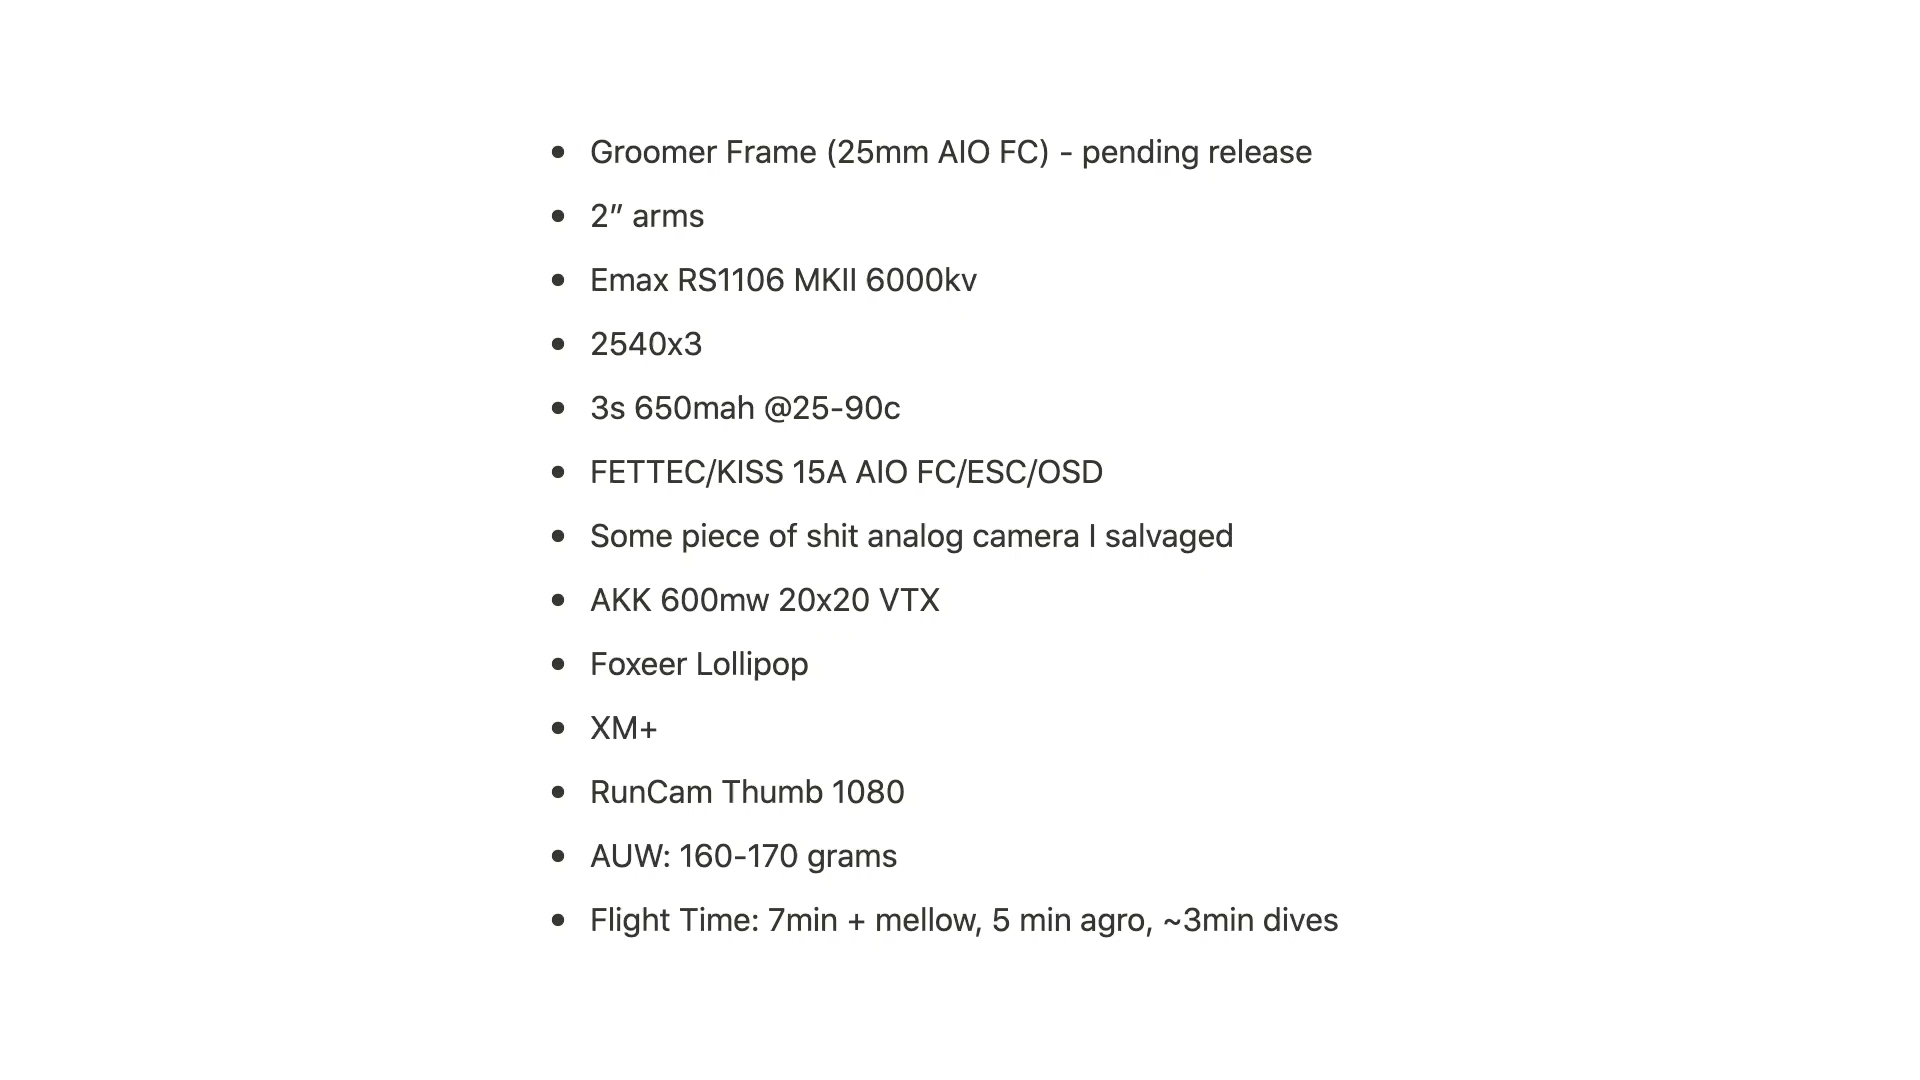 Groomer Frame (25mm AIO FC) - pending release
2” arms
Emax RS1106 MKII 6000kv
2540x3
3s 650mah @25-90c
FETTEC/KISS 15A AIO FC/ESC/OSD
Some piece of shit analog camera I salvaged
AKK 600mw 20x20 VTX
Foxeer Lollipop
XM+
RunCam Thumb 1080
AUW: 160-170 grams
Flight Time: 7min + mellow, 5 min agro, ~3min dives